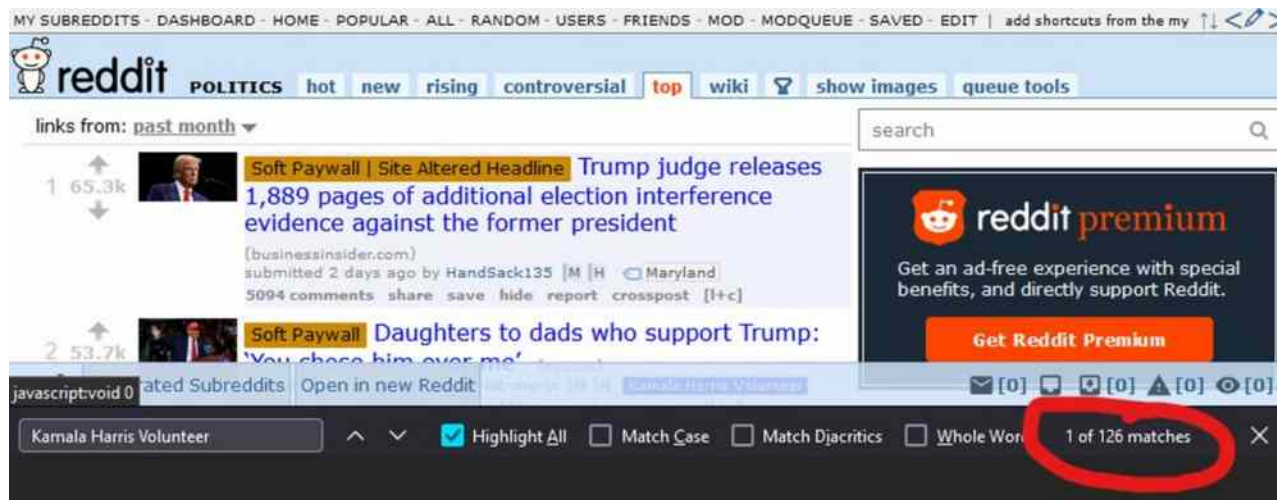 MY SUBREDDITS - DASHBOARD - HOME - POPULAR - ALL - RANDOM - USERS - FRIENDS - MOD - MODQUEUE - SAVED - EDIT | add shortcuts from the my
reddit POLITICS hot new rising controversial top wiki show images queue tools
links from: past month
search
1 65.3k
Soft Paywall | Site Altered Headline Trump judge releases
1,889 pages of additional election interference
evidence against the former president
(businessinsider.com)
submitted 2 days ago by HandSack135 [M [H Maryland
5094 comments share save hide report crosspost [l+c]
reddit premium
Get an ad-free experience with special
benefits, and directly support Reddit.
Get Reddit Premium
2 53.7k
Soft Paywall Daughters to dads who support Trump:
'You chose him over me'
Kamala Harris Volunteer
javascript:void 0
rated Subreddits Open in new Reddit
[0] [0] [0] [0]
Kamala Harris Volunteer Highlight All Match Case Match Diacritics Whole Wor 1 of 126 matches